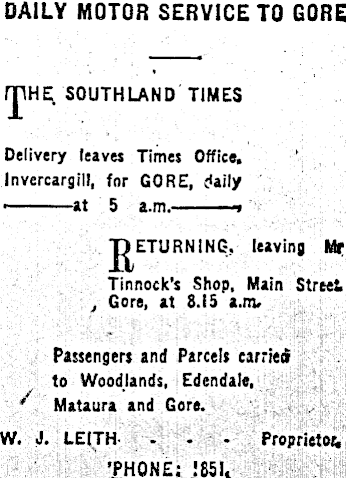 DAILY MOTOR SERVICE TO GORE
THE SOUTHLAND TIMES
Delivery leaves Times Office,
Invercargill, for GORE, daily
at 5 a.m.
RETURNING, leaving Mr
Tinnock's Shop, Main Street,
Gore, at 8.15 a.m.
Passengers and Parcels carried
to Woodlands, Edendale,
Mataura and Gore.
W. J. LEITH - - - Proprietor,
'PHONE: 1851.